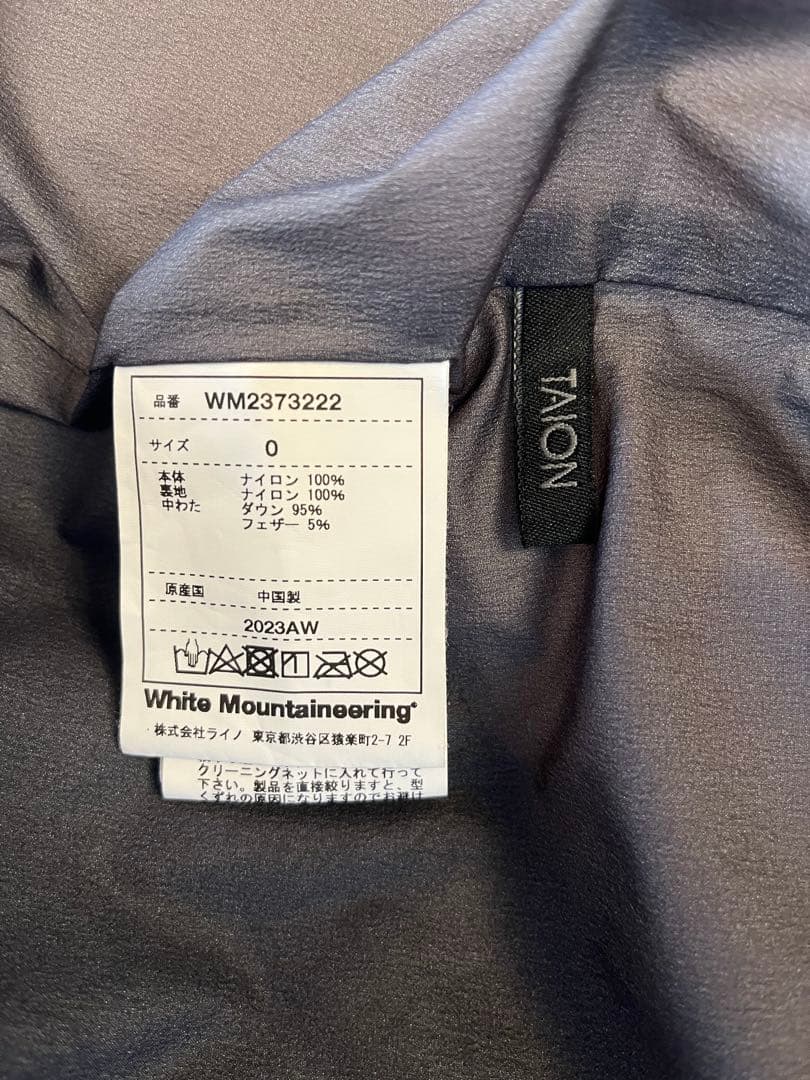 品番 WM2373222
サイズ 0
本体 ナイロン 100%
裏地 ナイロン 100%
中わた ダウン 95%
フェザー 5%
原産国 中国製
2023AW
White Mountaineering
株式会社ライノ 東京都渋谷区猿楽町2-7 2F
クリーニングネットに入れて行って
下さい。製品を直接絞りますと、型
くずれの原因になりますのでお避け
TAION